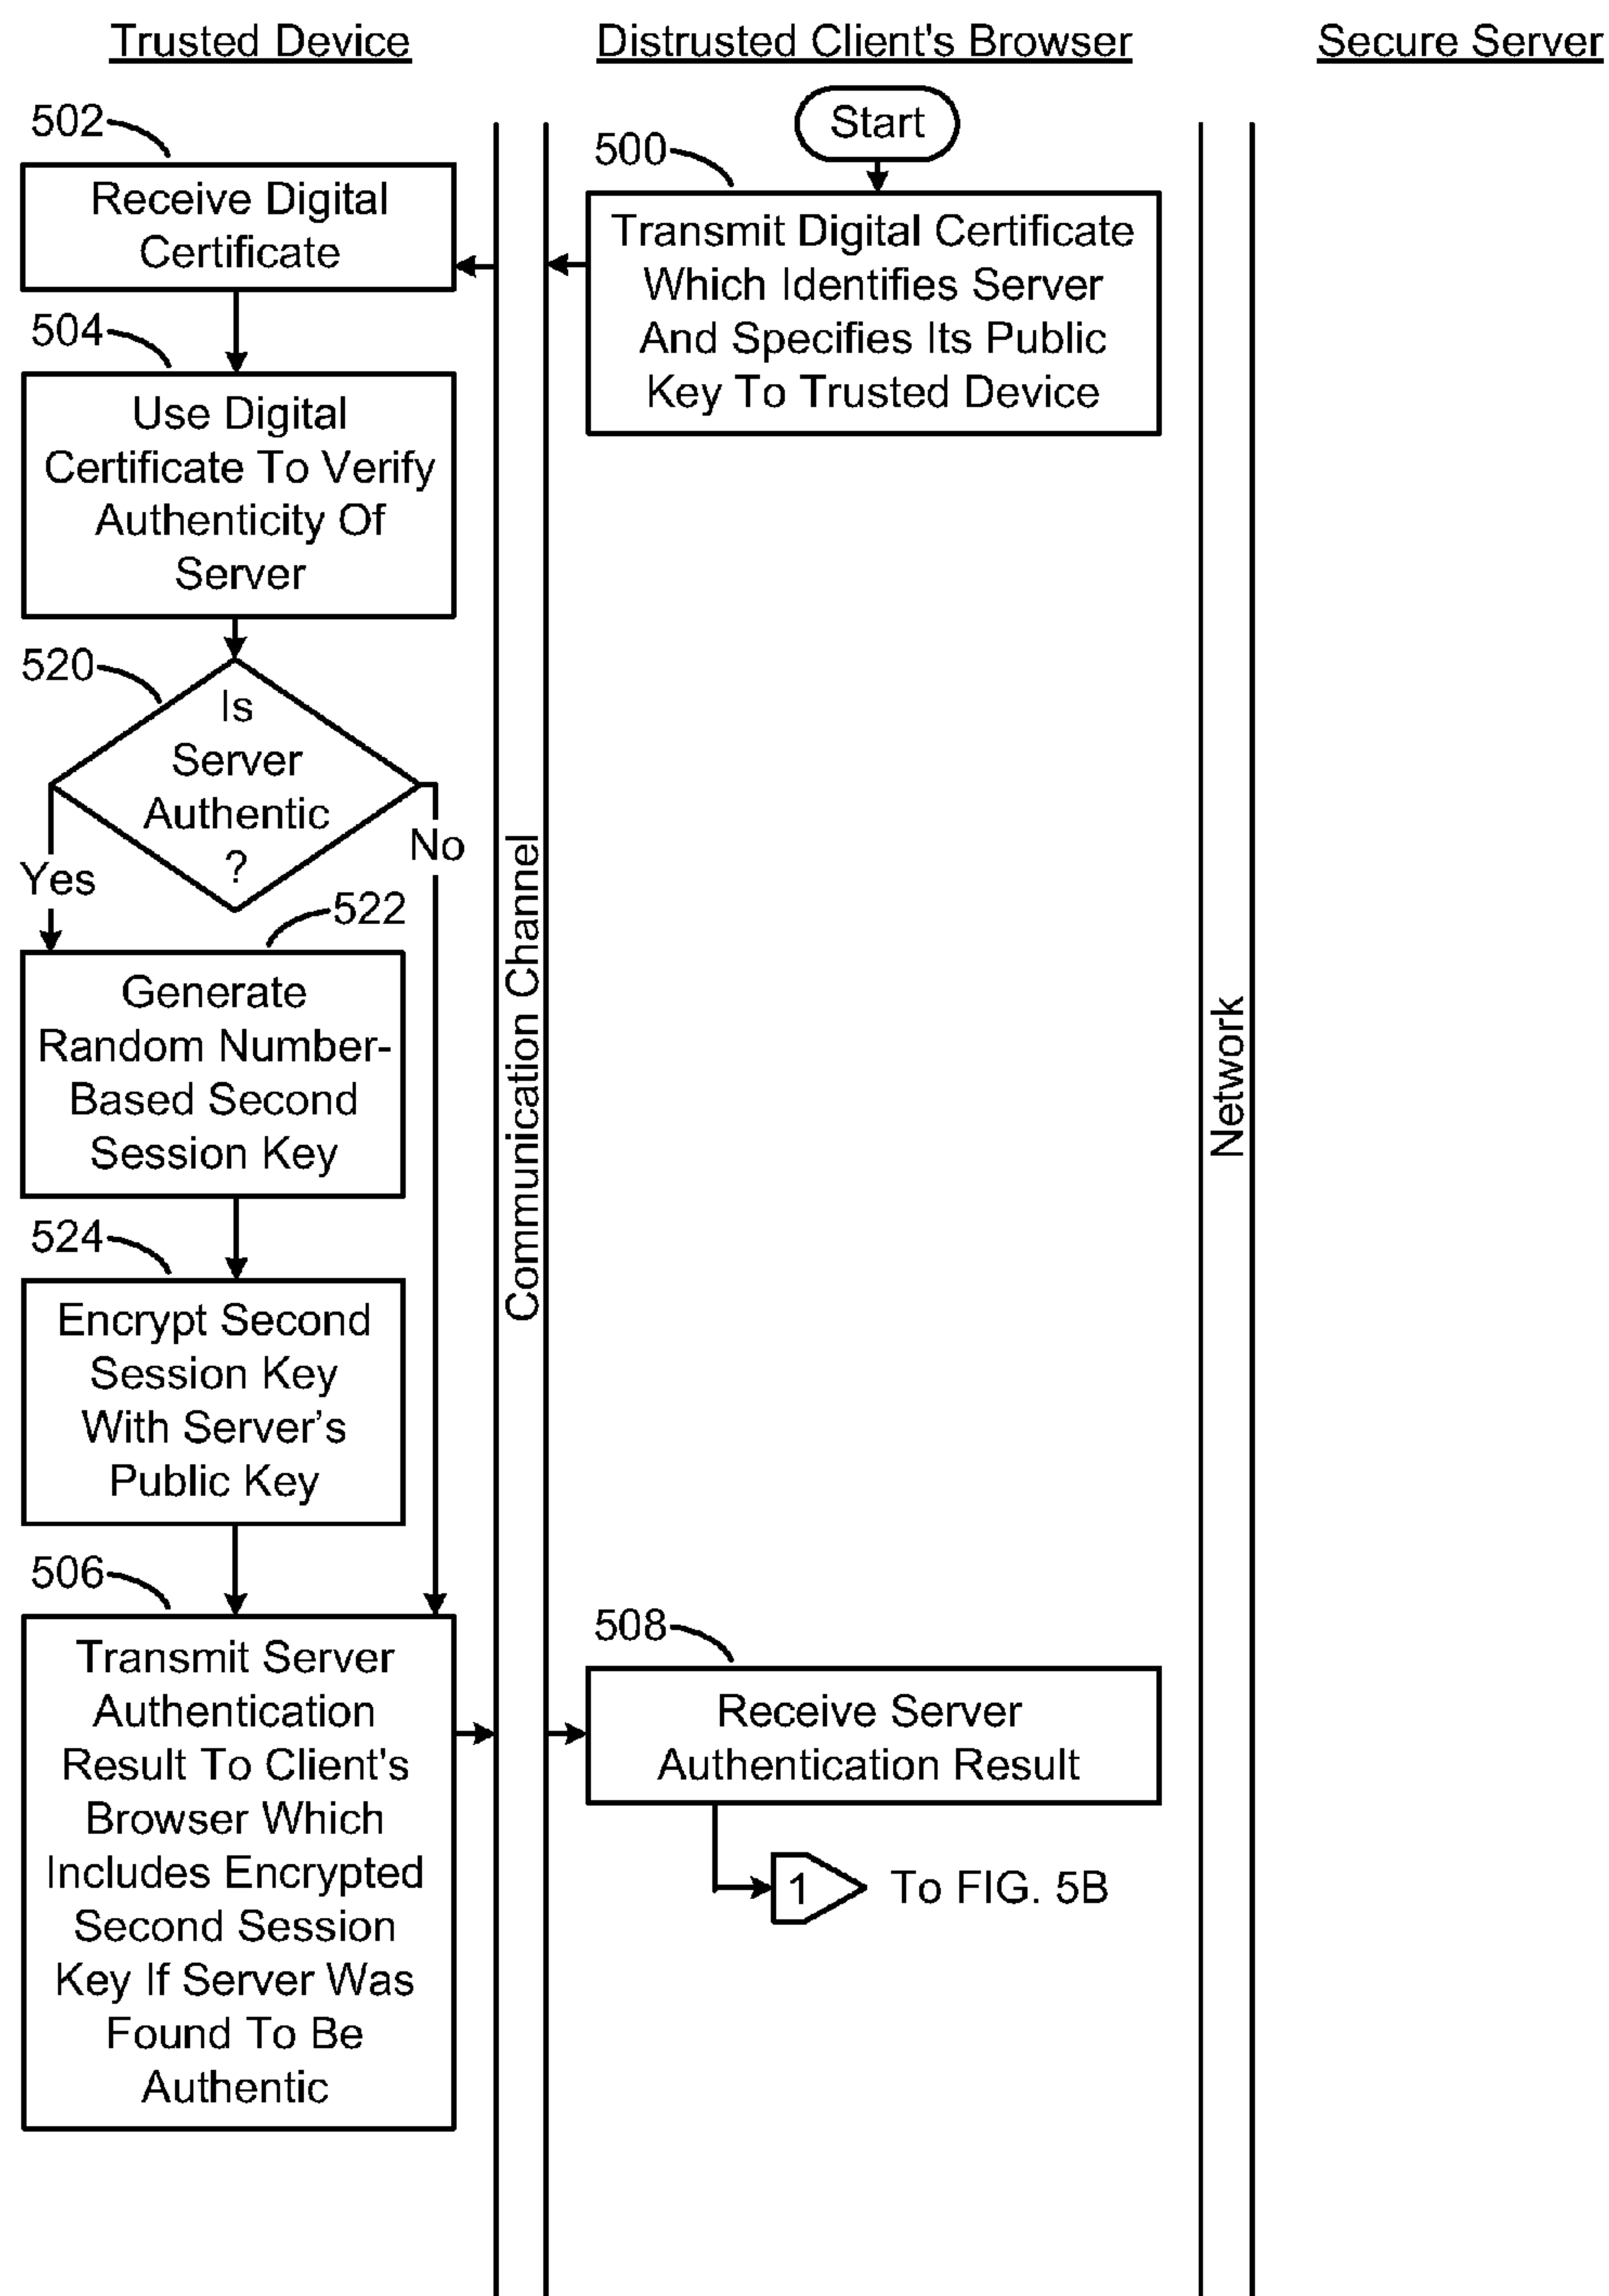 Trusted Device
Distrusted Client's Browser
Secure Server
Start
500
Transmit Digital Certificate
Which Identifies Server
And Specifies Its Public
Key To Trusted Device
502
Receive Digital
Certificate
504
Use Digital
Certificate To Verify
Authenticity Of
Server
520
Is
Server
Authentic
?
Yes
No
522
Generate
Random Number-
Based Second
Session Key
524
Encrypt Second
Session Key
With Server’s
Public Key
506
Transmit Server
Authentication
Result To Client's
Browser Which
Includes Encrypted
Second Session
Key If Server Was
Found To Be
Authentic
Communication Channel
508
Receive Server
Authentication Result
1
To FIG. 5B
Network